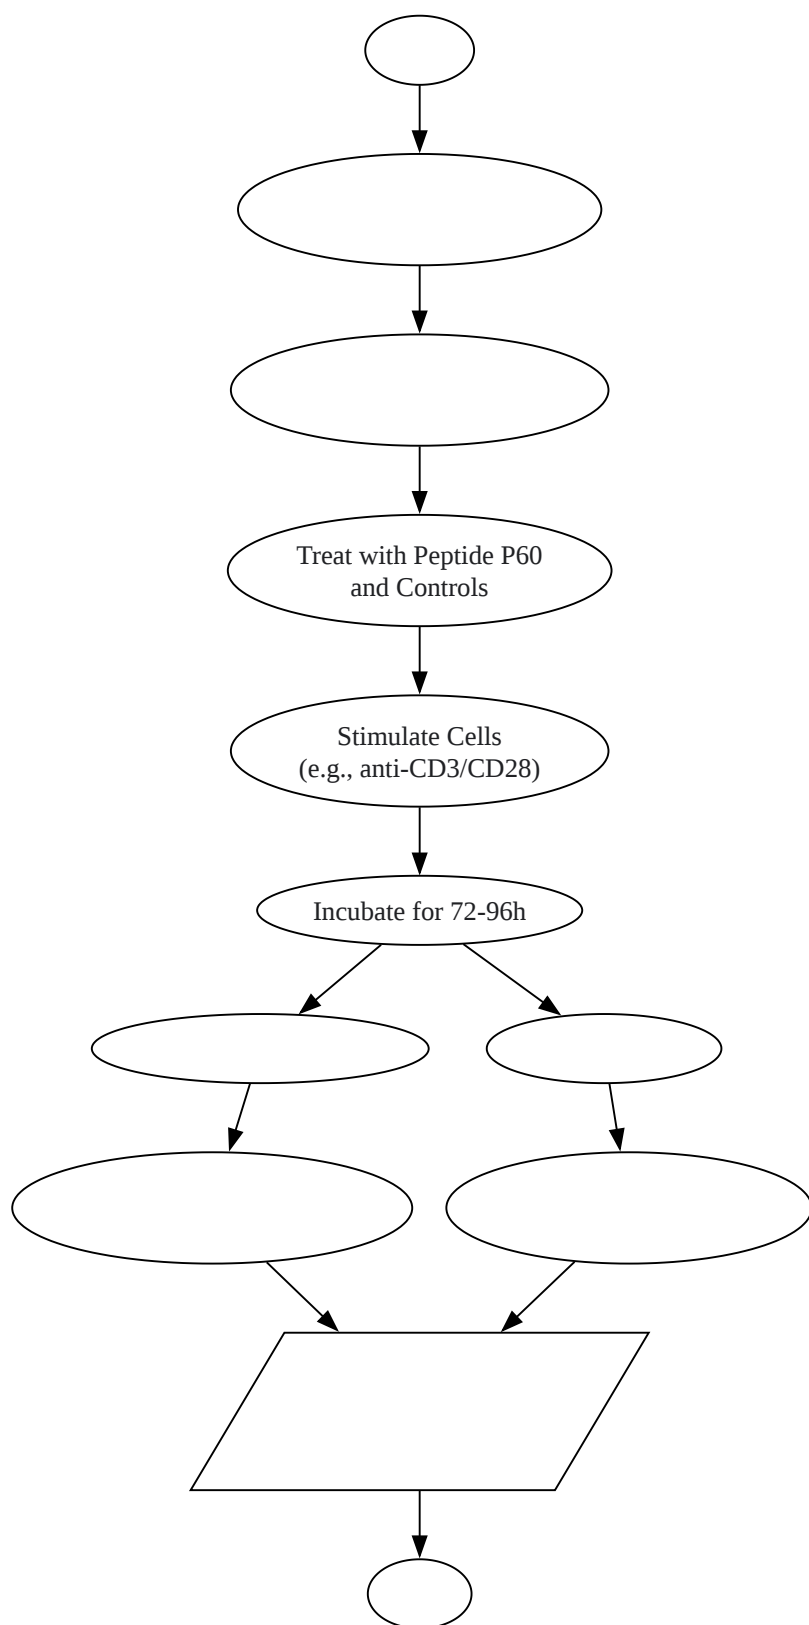 Treat with Peptide P60
and Controls
Stimulate Cells
(e.g., anti-CD3/CD28)
Incubate for 72-96h